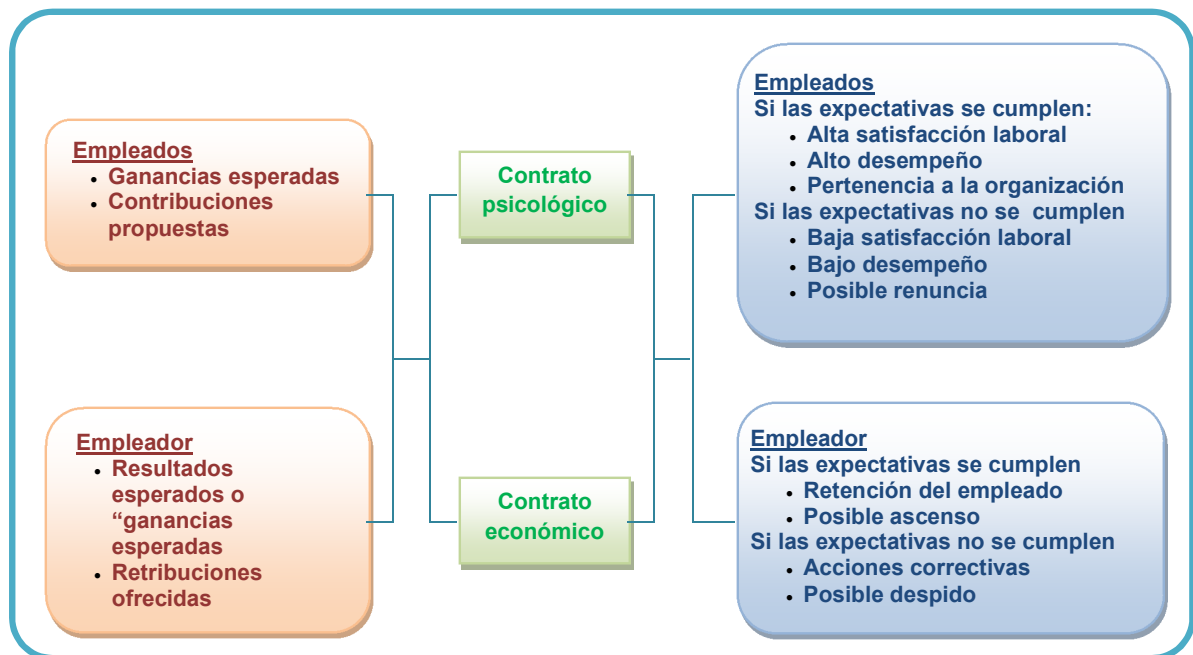 Empleados
• Ganancias esperadas
• Contribuciones
propuestas
Empleador
• Resultados
esperados o
“ganancias
esperadas
• Retribuciones
ofrecidas
Contrato
psicológico
Contrato
económico
Empleados
Si las expectativas se cumplen:
• Alta satisfacción laboral
• Alto desempeño
• Pertenencia a la organización
Si las expectativas no se cumplen
• Baja satisfacción laboral
• Bajo desempeño
• Posible renuncia
Empleador
Si las expectativas se cumplen
• Retención del empleado
• Posible ascenso
Si las expectativas no se cumplen
• Acciones correctivas
• Posible despido